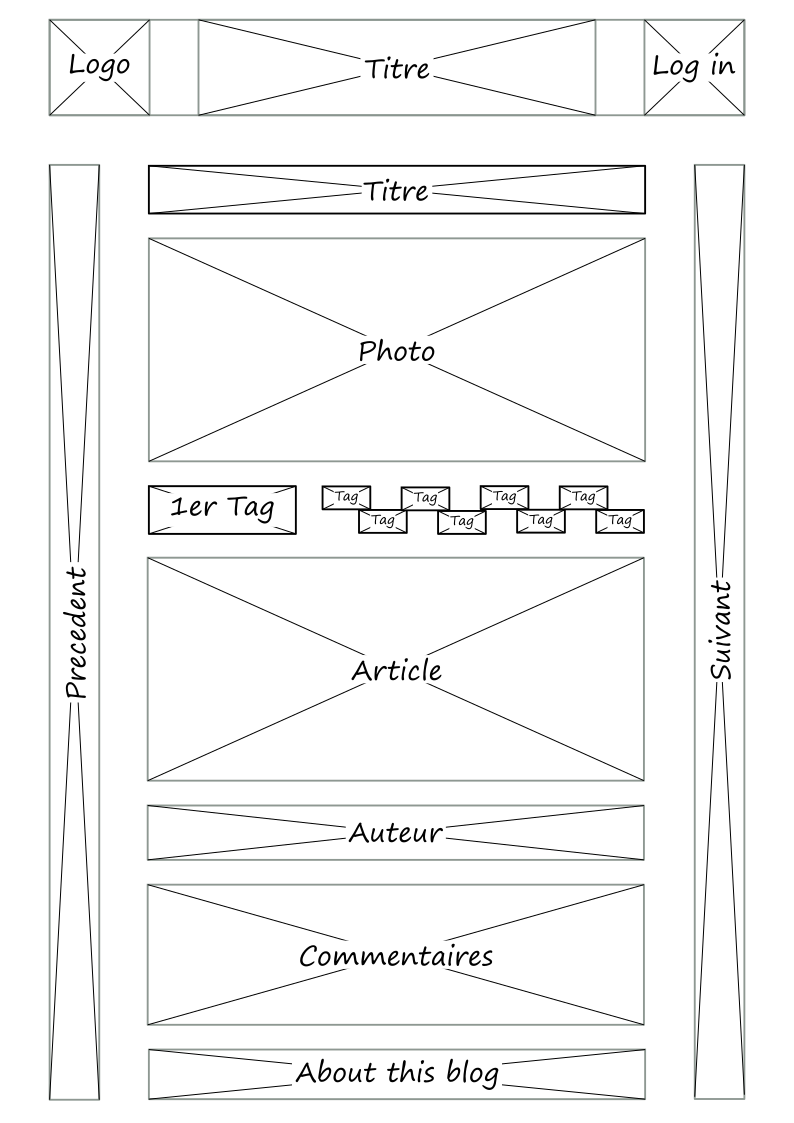 Logo
Titre
Log in
Titre
Photo
1er Tag
Tag
Tag
Tag
Tag
Tag
Tag
Tag
Tag
Precedent
Suivant
Article
Auteur
Commentaires
About this blog